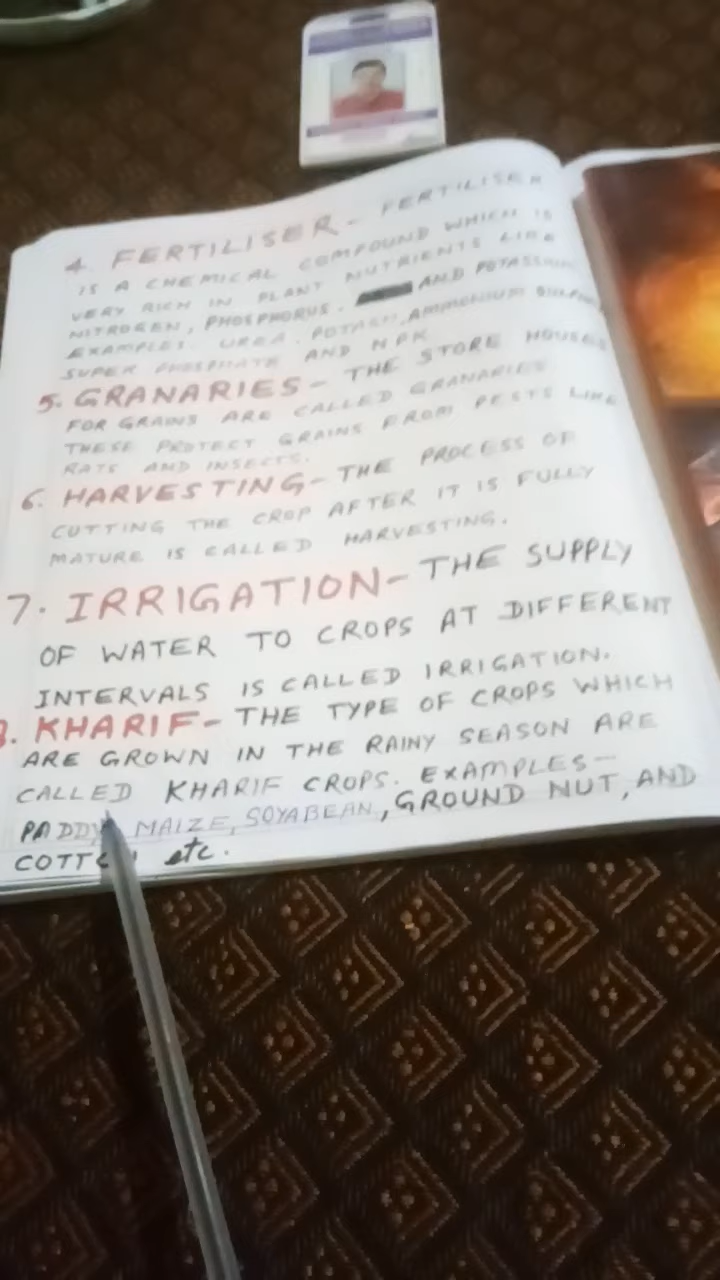 4. FERTILISER - FERTILISER
IS A CHEMICAL COMPOUND WHICH IS
VERY RICH IN PLANT NUTRIENTS LIKE
NITROGEN, PHOSPHORUS. AND POTASSIUM
EXAMPLES. UREA. POTASH, AMMONIUM SULPHATE
SUPER PHOSPHATE AND NPK
5. GRANARIES - THE STORE HOUSES
FOR GRAINS ARE CALLED GRANARIES
THESE PROTECT GRAINS FROM PESTS LIKE
RATS AND INSECTS.
6. HARVESTING - THE PROCESS OF
CUTTING THE CROP AFTER IT IS FULLY
MATURE IS CALLED HARVESTING.
7. IRRIGATION - THE SUPPLY
OF WATER TO CROPS AT DIFFERENT
INTERVALS IS CALLED IRRIGATION.
8. KHARIF - THE TYPE OF CROPS WHICH
ARE GROWN IN THE RAINY SEASON ARE
CALLED KHARIF CROPS. EXAMPLES -
PADDY MAIZE, SOYABEAN, GROUND NUT, AND
COTTON etc.